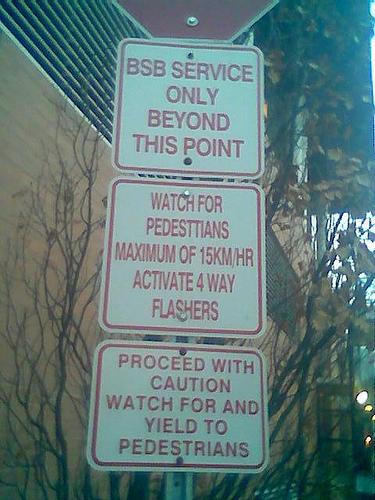 BSB SERVICE
ONLY
BEYOND
THIS POINT
WATCH FOR
PEDESTTIANS
MAXIMUM OF 15KM/HR
ACTIVATE 4 WAY
FLASHERS
PROCEED WITH
CAUTION
WATCH FOR AND
YIELD TO
PEDESTRIANS